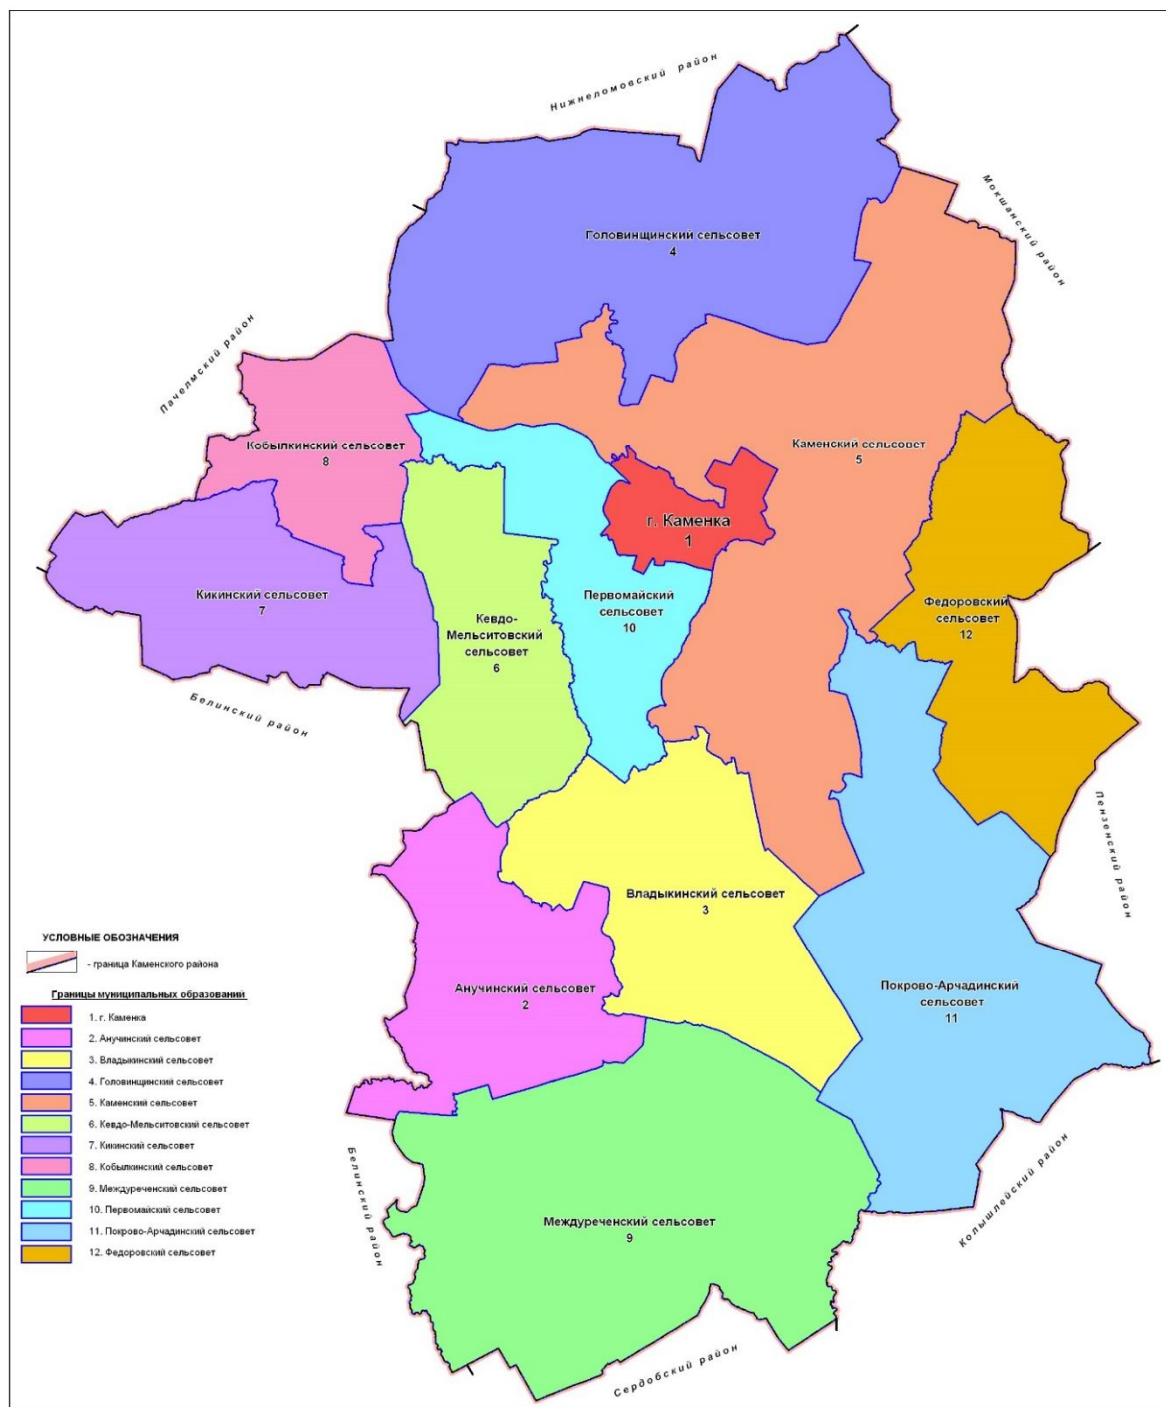 Нижнеломовский район
Мокшанский район
Головинщинский сельсовет
4
Пачелмский район
Кобылкинский сельсовет
8
Каменский сельсовет
5
г. Каменка
1
Кикинский сельсовет
7
Первомайский
сельсовет
10
Федоровский
сельсовет
12
Кевдо-
Мельситовский
сельсовет
6
Белинский район
Пензенский район
Владыкинский сельсовет
3
Анучинский сельсовет
2
Покрово-Арчадинский
сельсовет
11
УСЛОВНЫЕ ОБОЗНАЧЕНИЯ
- граница Каменского района
Границы муниципальных образований
1. г. Каменка
2. Анучинский сельсовет
3. Владыкинский сельсовет
4. Головинщинский сельсовет
5. Каменский сельсовет
6. Кевдо-Мельситовский сельсовет
7. Кикинский сельсовет
8. Кобылкинский сельсовет
9. Междуреченский сельсовет
10. Первомайский сельсовет
11. Покрово-Арчадинский сельсовет
12. Федоровский сельсовет
Белинский район
Колышлейский район
Междуреченский сельсовет
9
Сердобский район